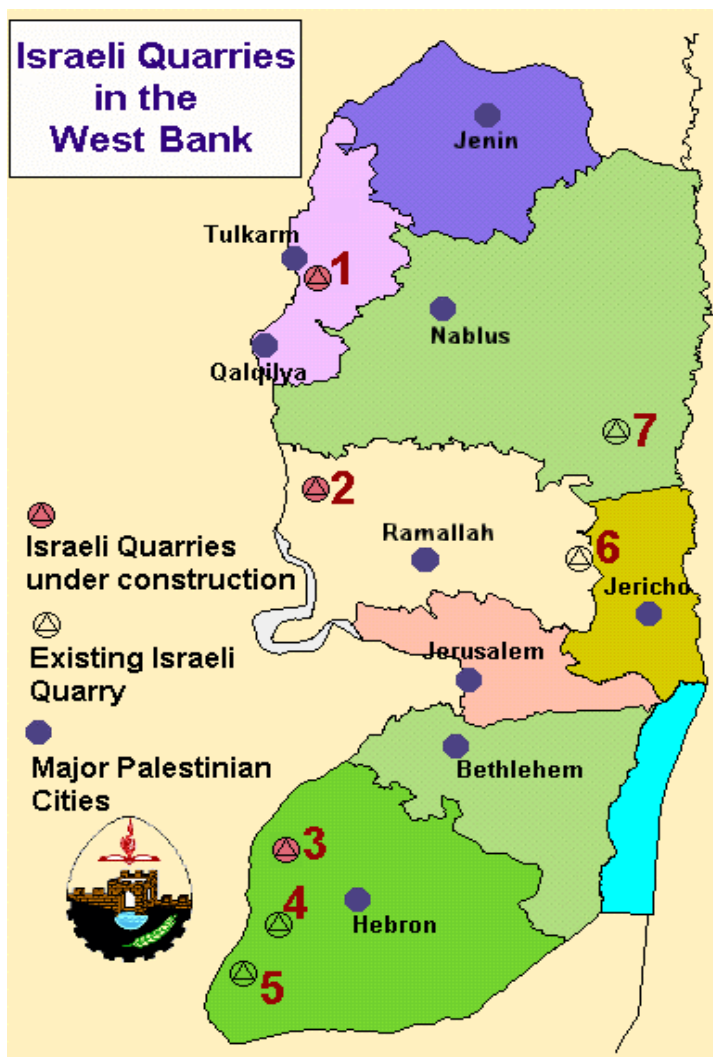 Israeli Quarries
in the
West Bank
Jenin
Tulkarm
1
Nablus
Qalqilya
7
2
Israeli Quarries
under construction
Ramallah
6
Jericho
Existing Israeli
Quarry
Jerusalem
Major Palestinian
Cities
Bethlehem
3
4
Hebron
5